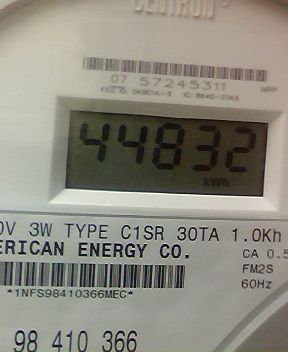 CENTRON
07 57245311
44832
kWh
0V 3W TYPE C1SR 30TA 1.0Kh
ERICAN ENERGY CO.
CA 0.5
FM2S
*1NFS98410366MEC*
60Hz
98 410 366